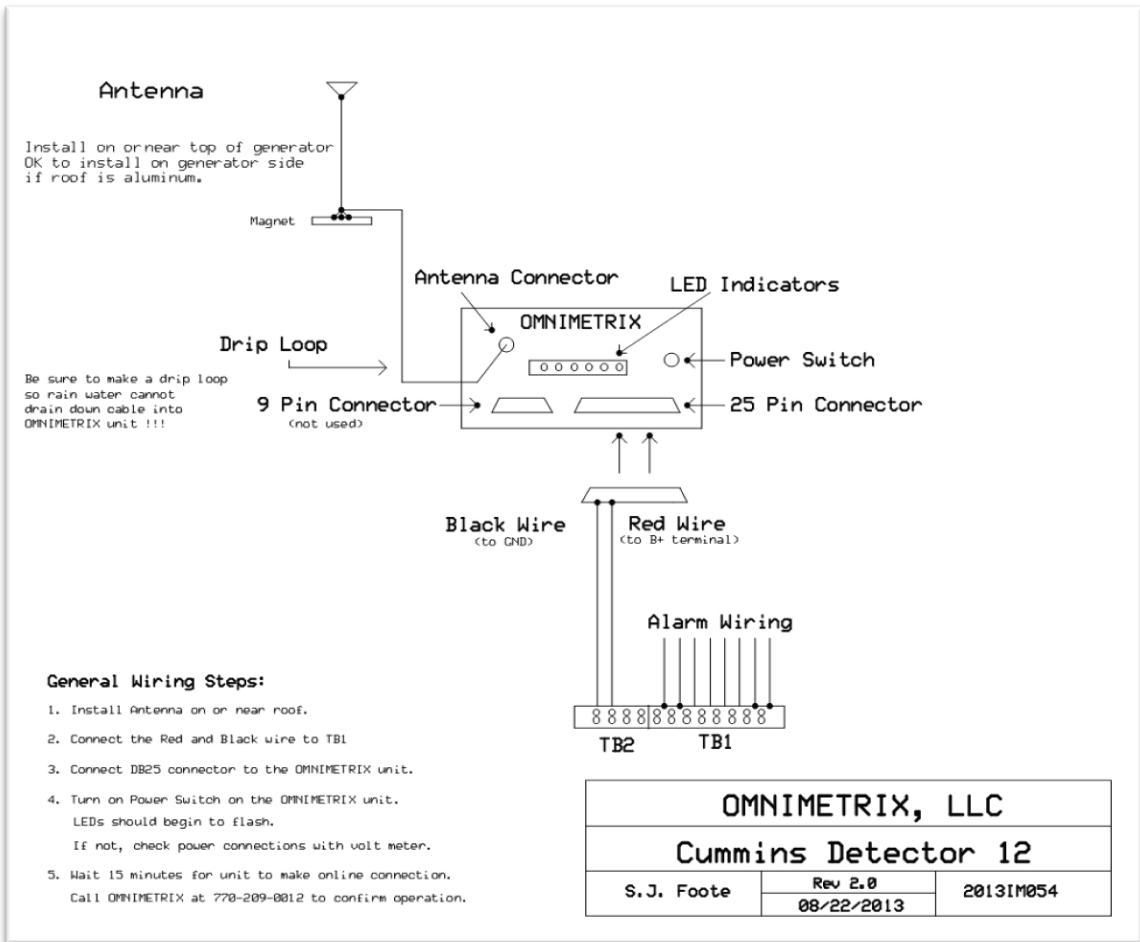 Antenna
Install on or near top of generator
OK to install on generator side
if roof is aluminum.
Magnet
Antenna Connector
LED Indicators
OMNIMETRIX
Drip Loop
Power Switch
Be sure to make a drip loop
so rain water cannot
drain down cable into
OMNIMETRIX unit !!!
9 Pin Connector
(not used)
25 Pin Connector
Black Wire
(to GND)
Red Wire
(to B+ terminal)
Alarm Wiring
TB2
TB1
General Wiring Steps:
1. Install Antenna on or near roof.
2. Connect the Red and Black wire to TB1
3. Connect DB25 connector to the OMNIMETRIX unit.
4. Turn on Power Switch on the OMNIMETRIX unit.
LEDs should begin to flash.
If not, check power connections with volt meter.
5. Wait 15 minutes for unit to make online connection.
Call OMNIMETRIX at 770-209-0012 to confirm operation.
OMNIMETRIX, LLC
Cummins Detector 12
S.J. Foote
Rev 2.0
08/22/2013
2013IM054